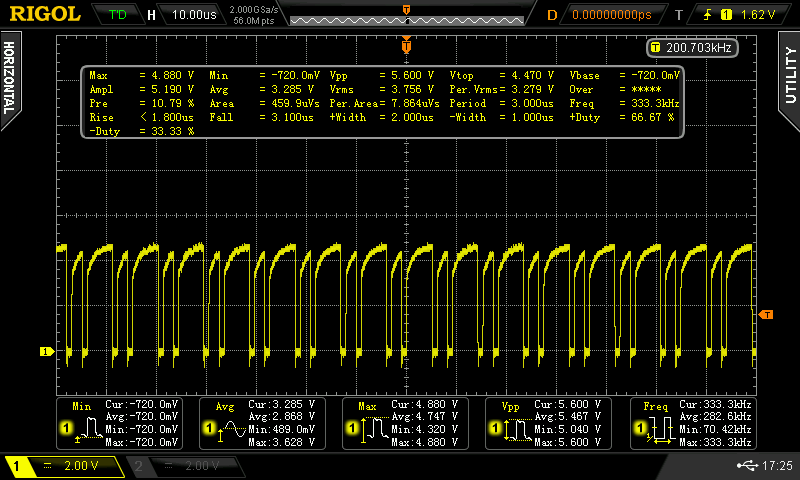 RIGOL T'D H 10.00us 2.000GSa/s 56.0M pts T D 0.00000000ps T 1 1.62 V
HORIZONTAL
UTILITY
T
T 200.703kHz
Max = 4.880 V Min = -720.0mV Vpp = 5.600 V Vtop = 4.470 V Vbase = -720.0mV
Ampl = 5.190 V Avg = 3.285 V Vrms = 3.756 V Per.Vrms= 3.279 V Over = *****
Pre = 10.79 % Area = 459.9uVs Per.Area= 7.864uVs Period = 3.000us Freq = 333.3kHz
Rise < 1.800us Fall = 3.100us +Width = 2.000us -Width = 1.000us +Duty = 66.67 %
-Duty = 33.33 %
T
1
Min Cur:-720.0mV Avg:-720.0mV Min:-720.0mV Max:-720.0mV
1
Avg Cur:3.285 V Avg:2.868 V Min:489.0mV Max:3.628 V
1
Max Cur:4.880 V Avg:4.747 V Min:4.320 V Max:4.880 V
1
Vpp Cur:5.600 V Avg:5.467 V Min:5.040 V Max:5.600 V
1
Freq Cur:333.3kHz Avg:282.6kHz Min:70.42kHz Max:333.3kHz
1
1 2.00 V 2 2.00 V 17:25